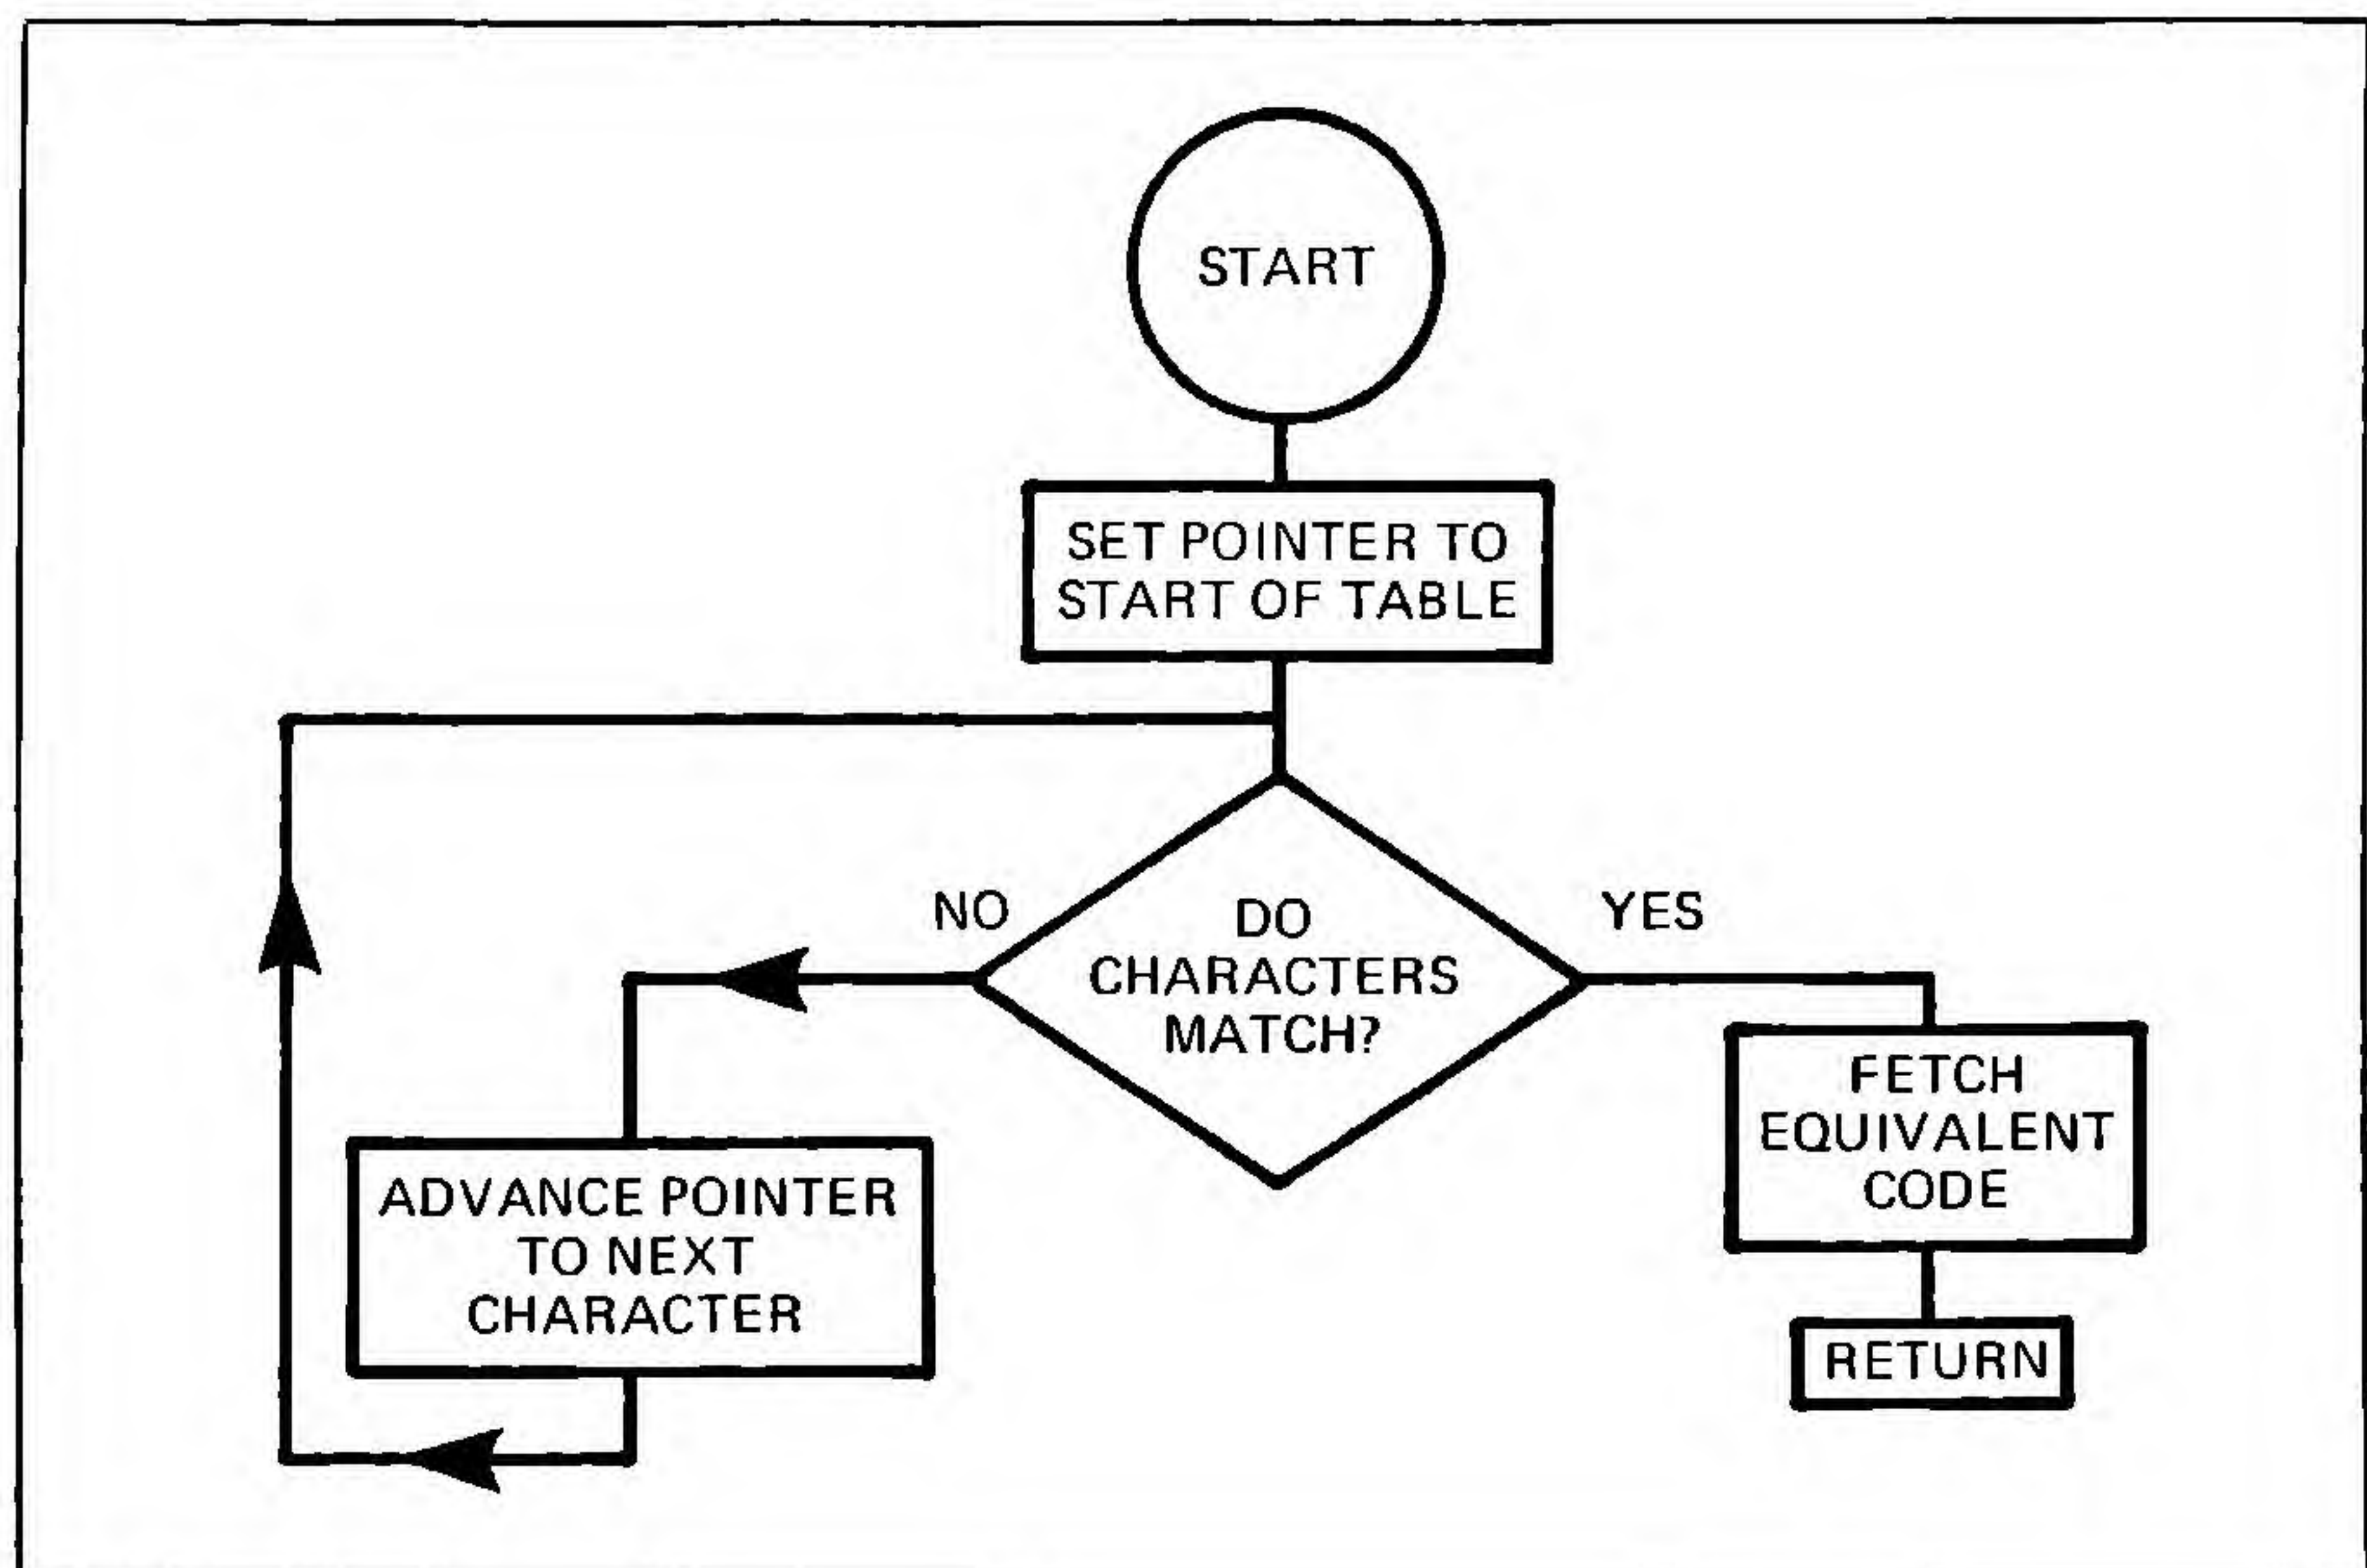 START
SET POINTER TO
START OF TABLE
NO
DO
CHARACTERS
MATCH?
YES
FETCH
EQUIVALENT
CODE
ADVANCE POINTER
TO NEXT
CHARACTER
RETURN